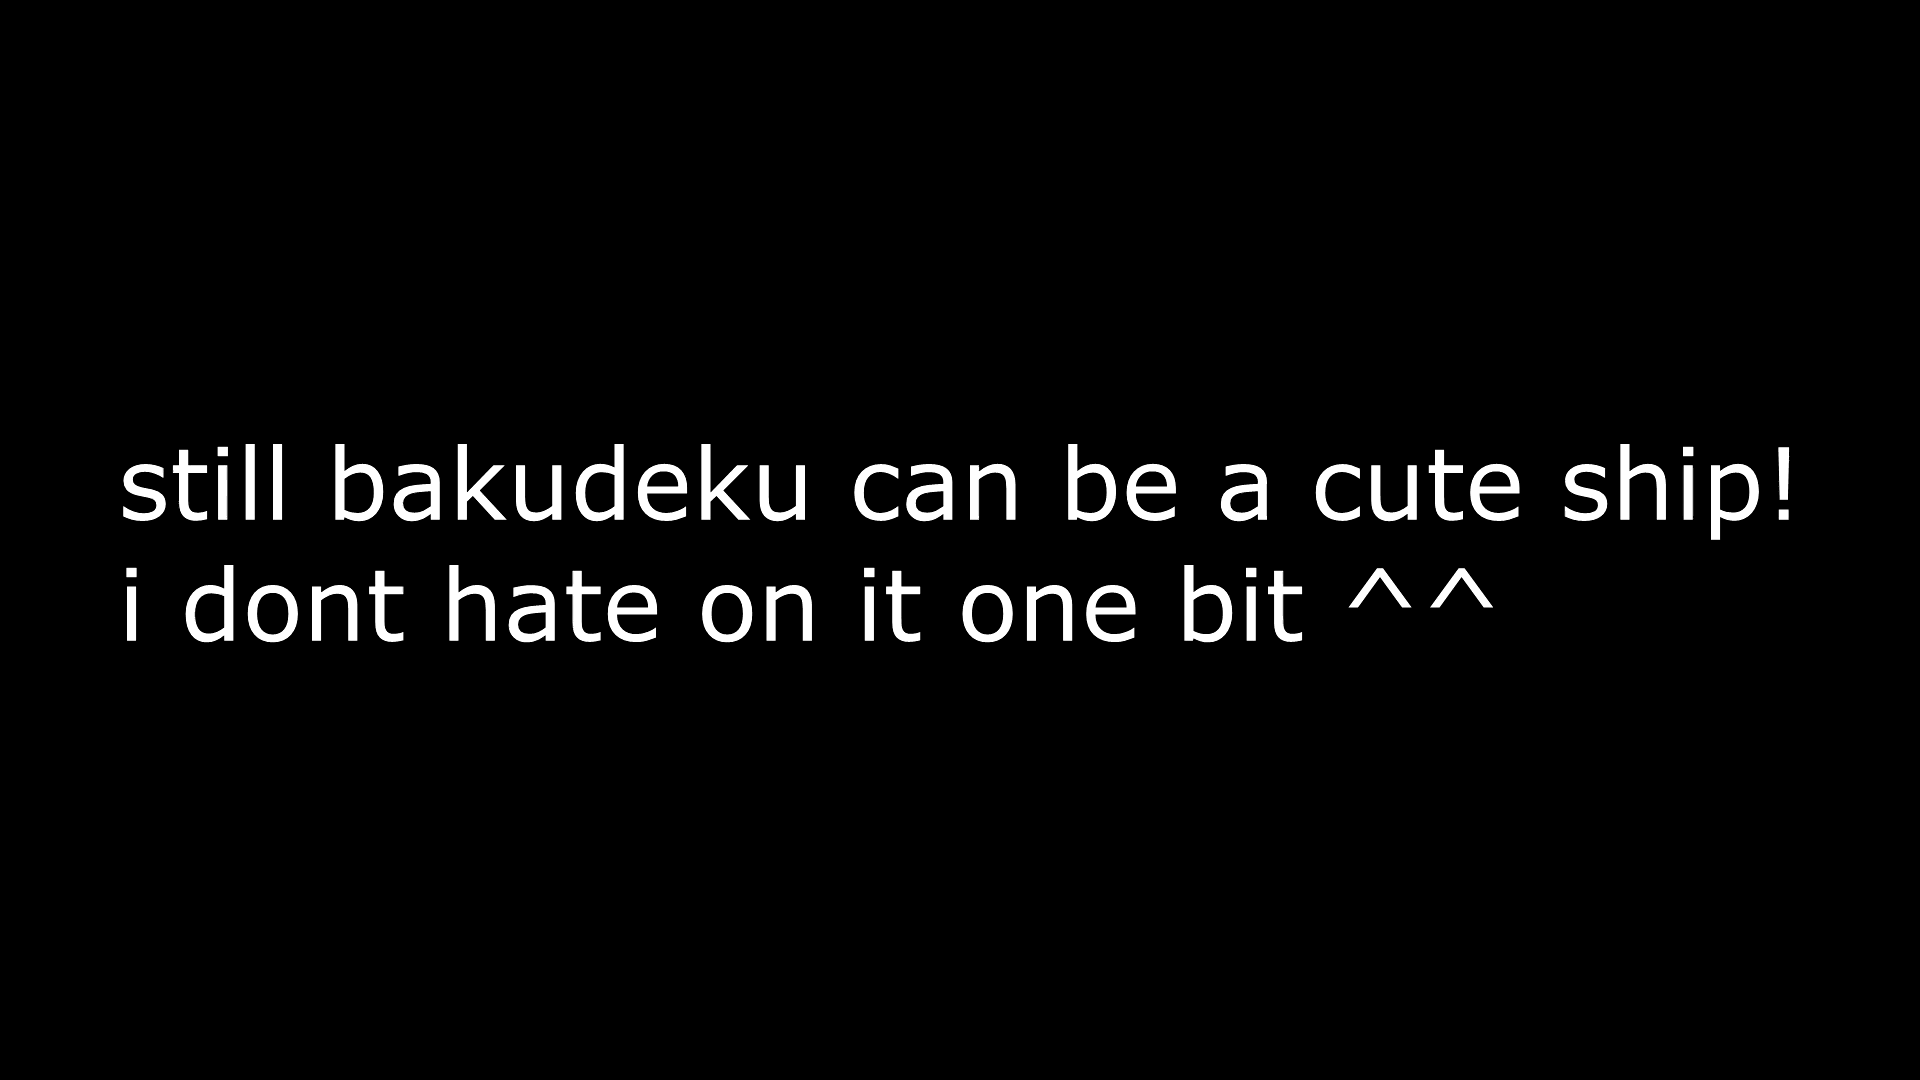 still bakudeku can be a cute ship!
i dont hate on it one bit ^^